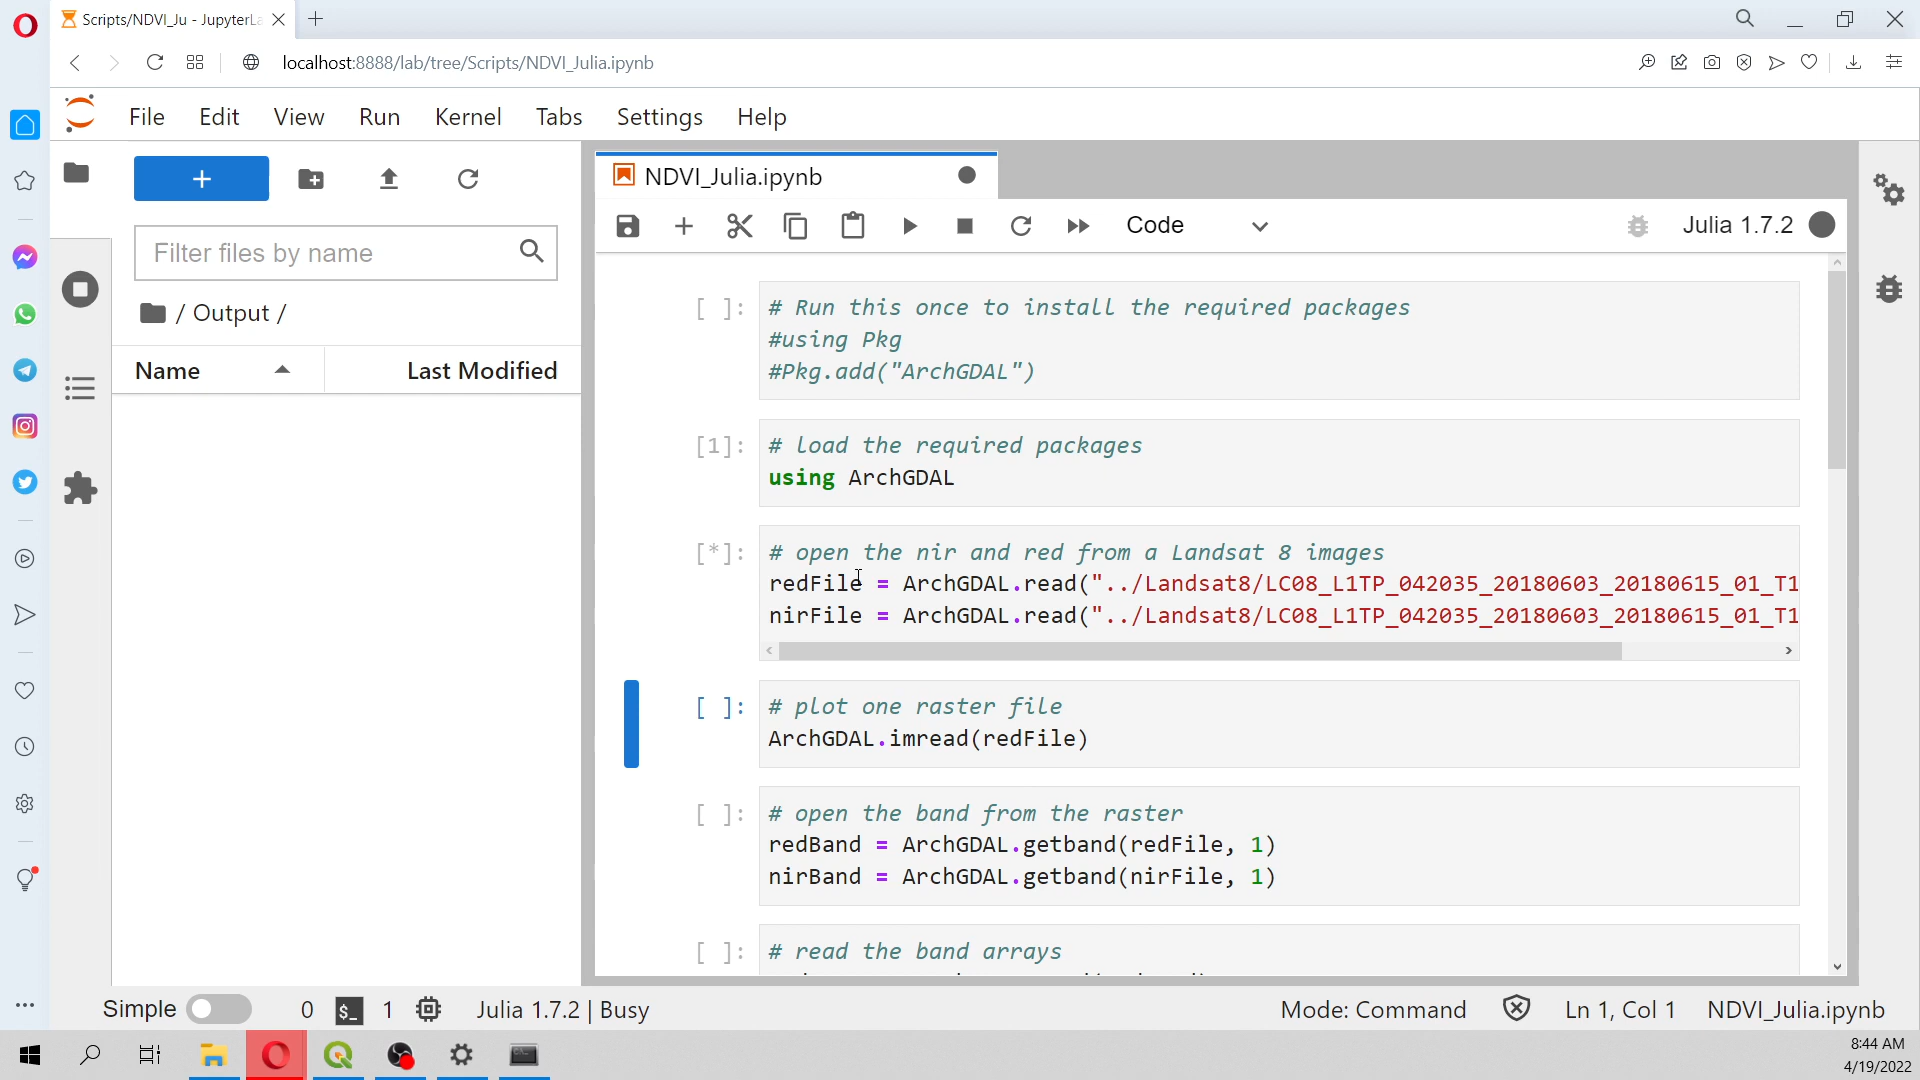 Scripts/NDVI_Ju - JupyterLa
localhost:8888/lab/tree/Scripts/NDVI_Julia.ipynb
File Edit View Run Kernel Tabs Settings Help
NDVI_Julia.ipynb
Code
Julia 1.7.2
Filter files by name
/ Output /
Name Last Modified
[ ]: # Run this once to install the required packages
#using Pkg
#Pkg.add("ArchGDAL")
[1]: # load the required packages
using ArchGDAL
[*]: # open the nir and red from a Landsat 8 images
redFile = ArchGDAL.read("../Landsat8/LC08_L1TP_042035_20180603_20180615_01_T1
nirFile = ArchGDAL.read("../Landsat8/LC08_L1TP_042035_20180603_20180615_01_T1
[ ]: # plot one raster file
ArchGDAL.imread(redFile)
[ ]: # open the band from the raster
redBand = ArchGDAL.getband(redFile, 1)
nirBand = ArchGDAL.getband(nirFile, 1)
[ ]: # read the band arrays
Simple 0 $_ 1 Julia 1.7.2 | Busy Mode: Command Ln 1, Col 1 NDVI_Julia.ipynb
8:44 AM
4/19/2022